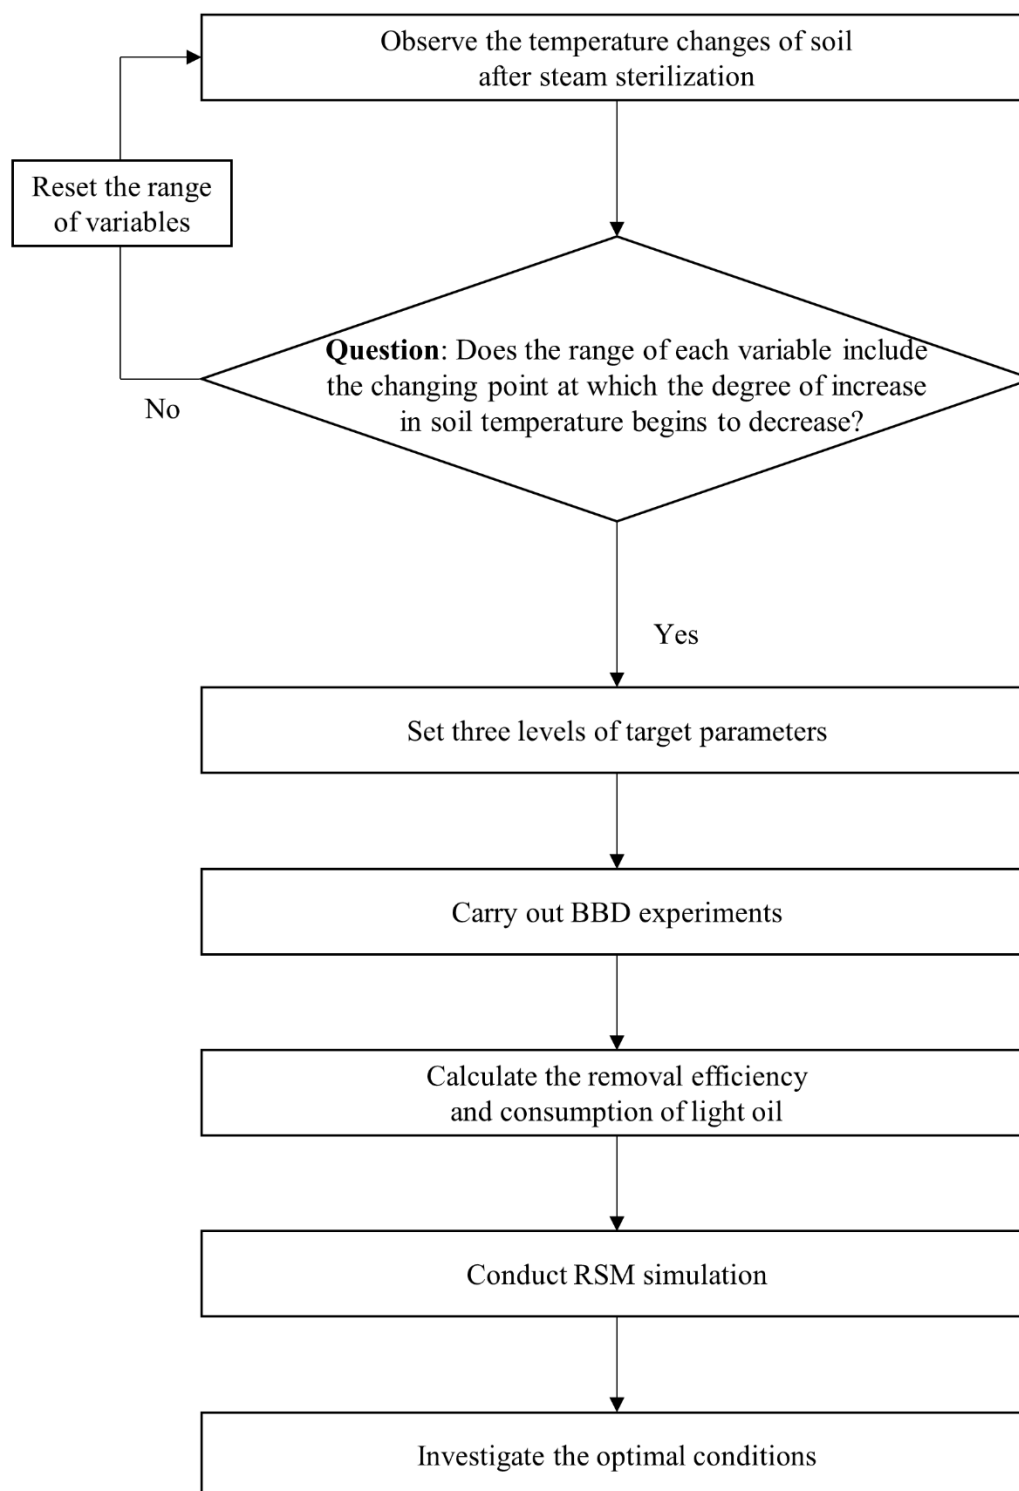 Observe the temperature changes of soil
after steam sterilization
Reset the range
of variables
Question: Does the range of each variable include
the changing point at which the degree of increase
in soil temperature begins to decrease?
No
Yes
Set three levels of target parameters
Carry out BBD experiments
Calculate the removal efficiency
and consumption of light oil
Conduct RSM simulation
Investigate the optimal conditions